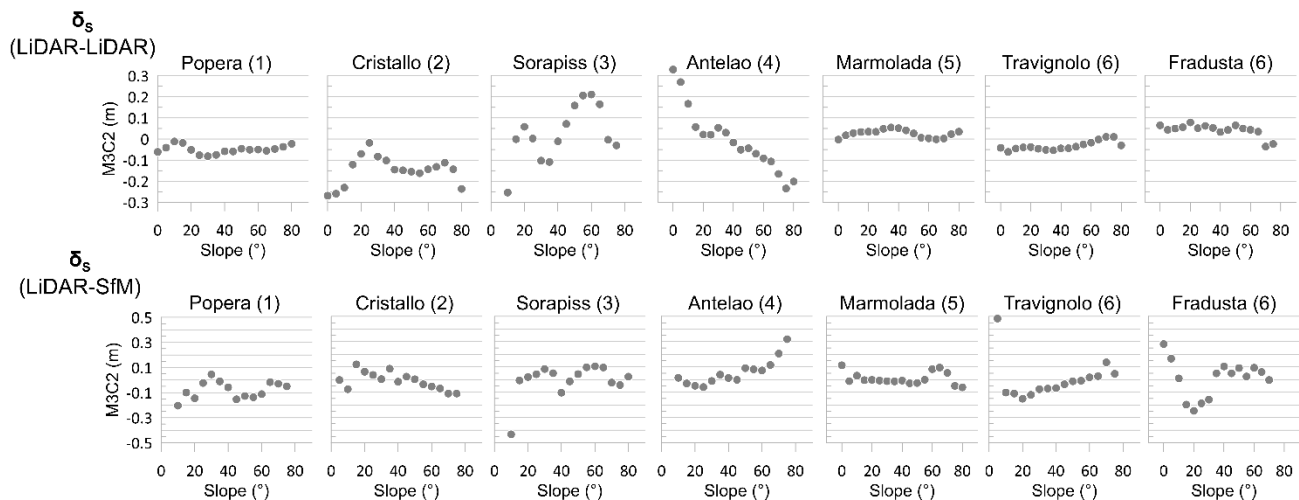 δs
(LiDAR-LiDAR)
Popera (1) Cristallo (2) Sorapiss (3) Antelao (4) Marmolada (5) Travignolo (6) Fradusta (6)
M3C2 (m)
0.3
0.2
0.1
0
-0.1
-0.2
-0.3
0 20 40 60 80 0 20 40 60 80 0 20 40 60 80 0 20 40 60 80 0 20 40 60 80 0 20 40 60 80 0 20 40 60 80
Slope (°) Slope (°) Slope (°) Slope (°) Slope (°) Slope (°) Slope (°)
δs
(LiDAR-SfM)
Popera (1) Cristallo (2) Sorapiss (3) Antelao (4) Marmolada (5) Travignolo (6) Fradusta (6)
M3C2 (m)
0.5
0.3
0.1
-0.1
-0.3
-0.5
0 20 40 60 80 0 20 40 60 80 0 20 40 60 80 0 20 40 60 80 0 20 40 60 80 0 20 40 60 80 0 20 40 60 80
Slope (°) Slope (°) Slope (°) Slope (°) Slope (°) Slope (°) Slope (°)